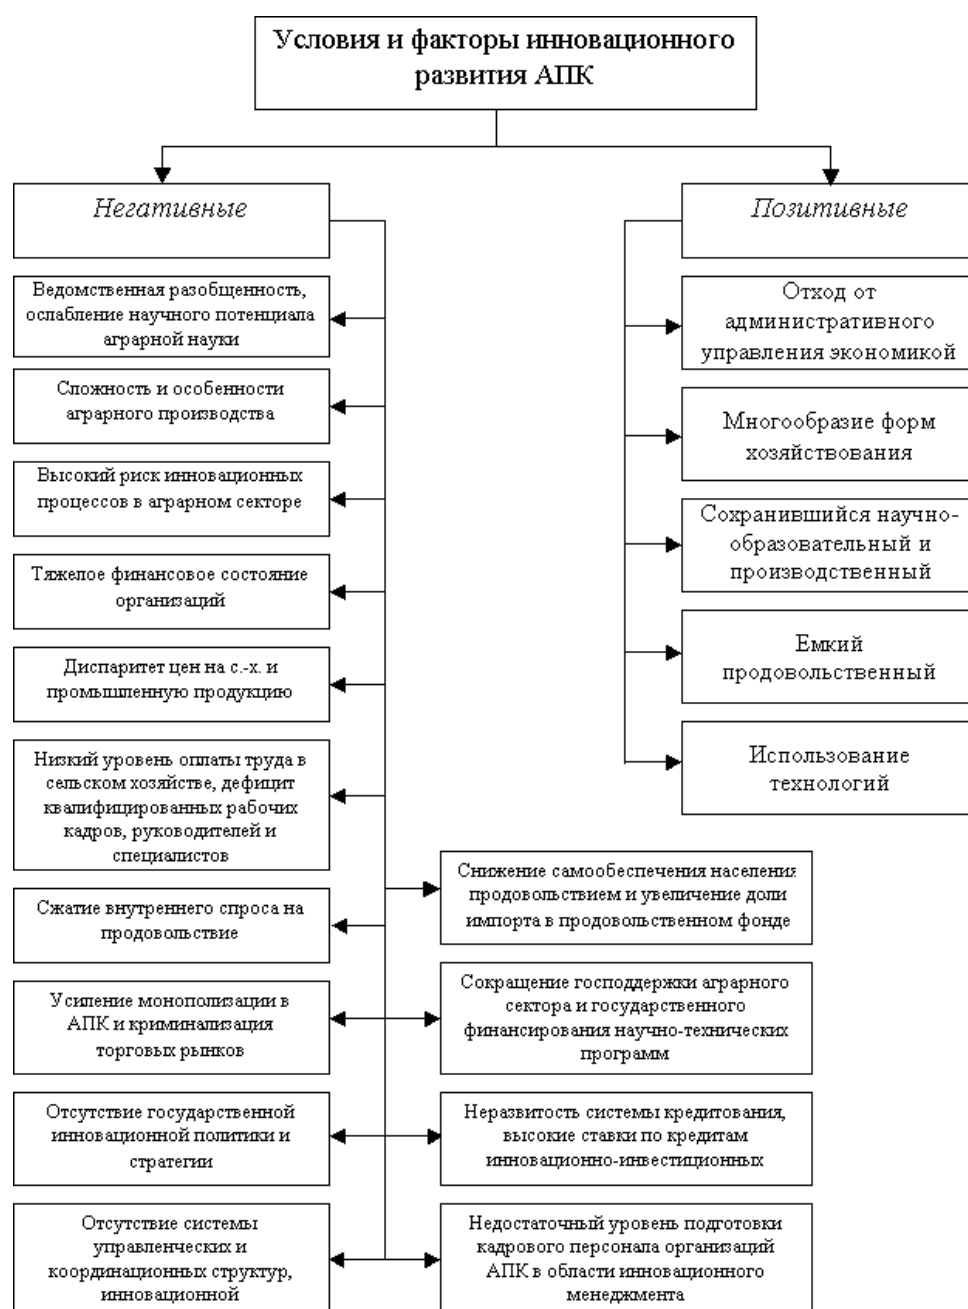 Условия и факторы инновационного
развития АПК
Негативные
Ведомственная разобщенность,
ослабление научного потенциала
аграрной науки
Сложность и особенности
аграрного производства
Высокий риск инновационных
процессов в аграрном секторе
Тяжелое финансовое состояние
организаций
Диспаритет цен на с.-х. и
промышленную продукцию
Низкий уровень оплаты труда в
сельском хозяйстве, дефицит
квалифицированных рабочих
кадров, руководителей и
специалистов
Сжатие внутреннего спроса на
продовольствие
Усиление монополизации в
АПК и криминализация
торговых рынков
Отсутствие государственной
инновационной политики и
стратегии
Отсутствие системы
управленческих и
координационных структур,
инновационной
Снижение самообеспечения населения
продовольствием и увеличение доли
импорта в продовольственном фонде
Сокращение господдержки аграрного
сектора и государственного
финансирования научно-технических
программ
Неразвитость системы кредитования,
высокие ставки по кредитам
инновационно-инвестиционных
Недостаточный уровень подготовки
кадрового персонала организаций
АПК в области инновационного
менеджмента
Позитивные
Отход от
административного
управления экономикой
Многообразие форм
хозяйствования
Сохранившийся научно-
образовательный и
производственный
Емкий
продовольственный
Использование
технологий